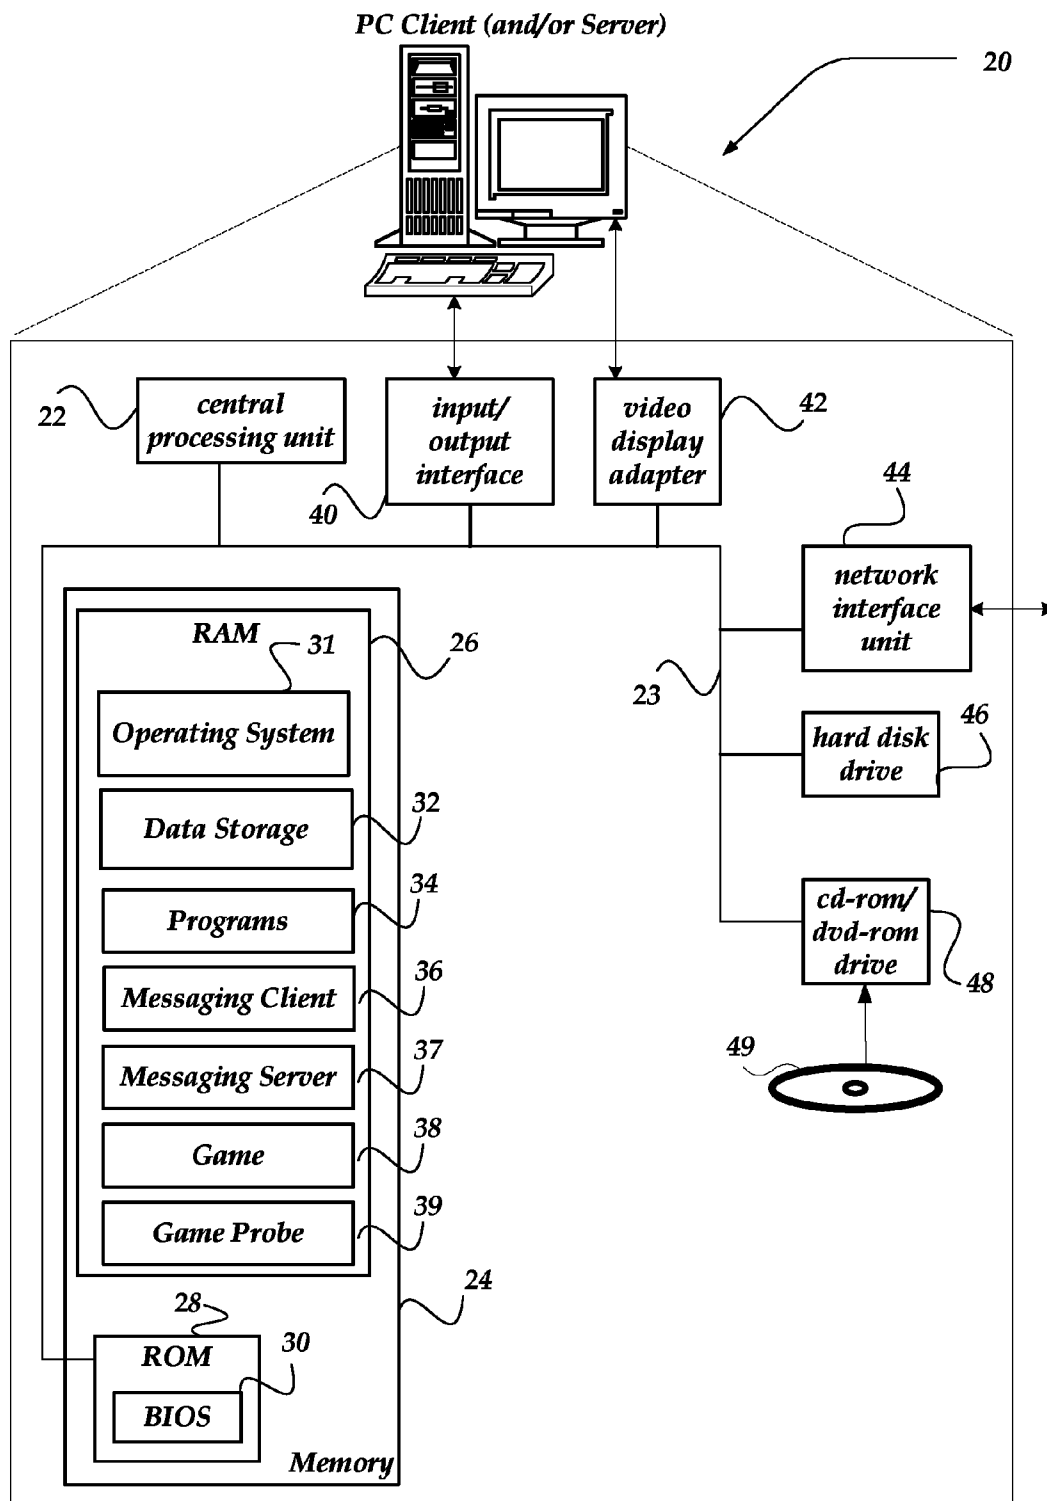 PC Client (and/or Server)
20
22
central
processing unit
input/
output
interface
40
video
display
adapter
42
44
network
interface
unit
23
RAM
31
26
Operating System
hard disk
drive
46
Data Storage
32
Programs
34
cd-rom/
dvd-rom
drive
48
Messaging Client
36
Messaging Server
37
49
Game
38
Game Probe
39
24
28
ROM
30
BIOS
Memory